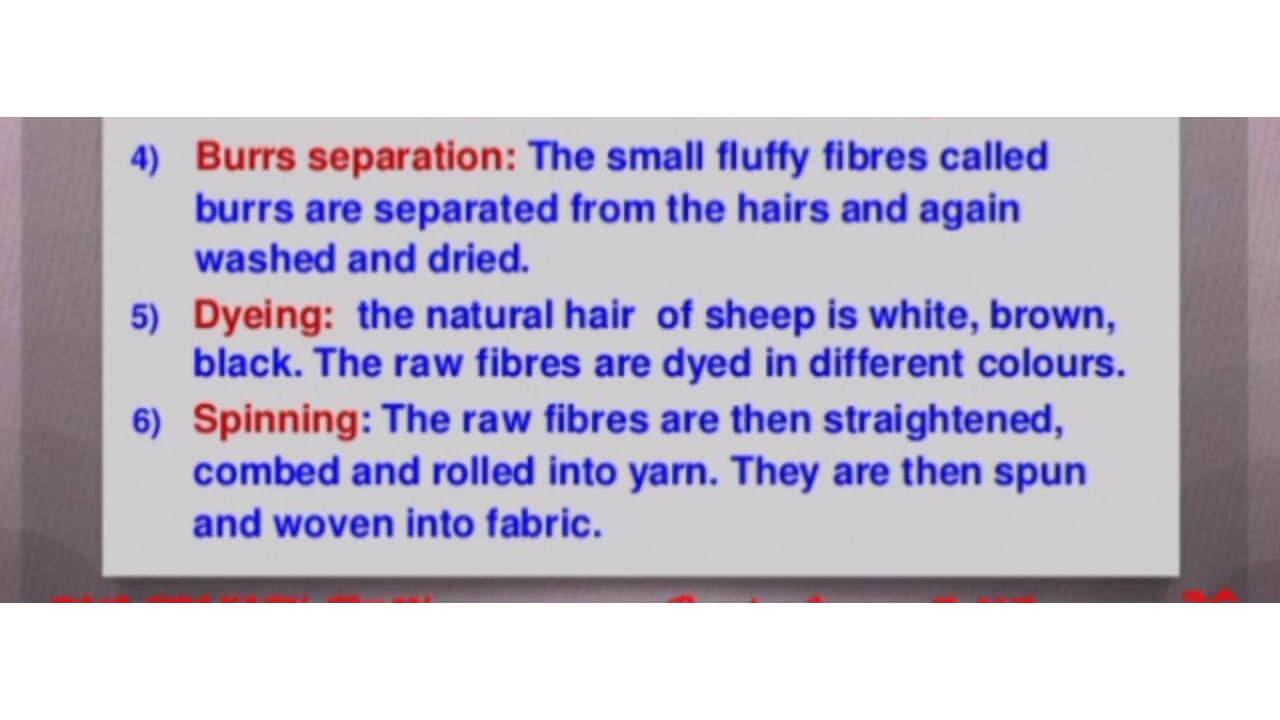 4) Burrs separation: The small fluffy fibres called
burrs are separated from the hairs and again
washed and dried.
5) Dyeing: the natural hair of sheep is white, brown,
black. The raw fibres are dyed in different colours.
6) Spinning: The raw fibres are then straightened,
combed and rolled into yarn. They are then spun
and woven into fabric.